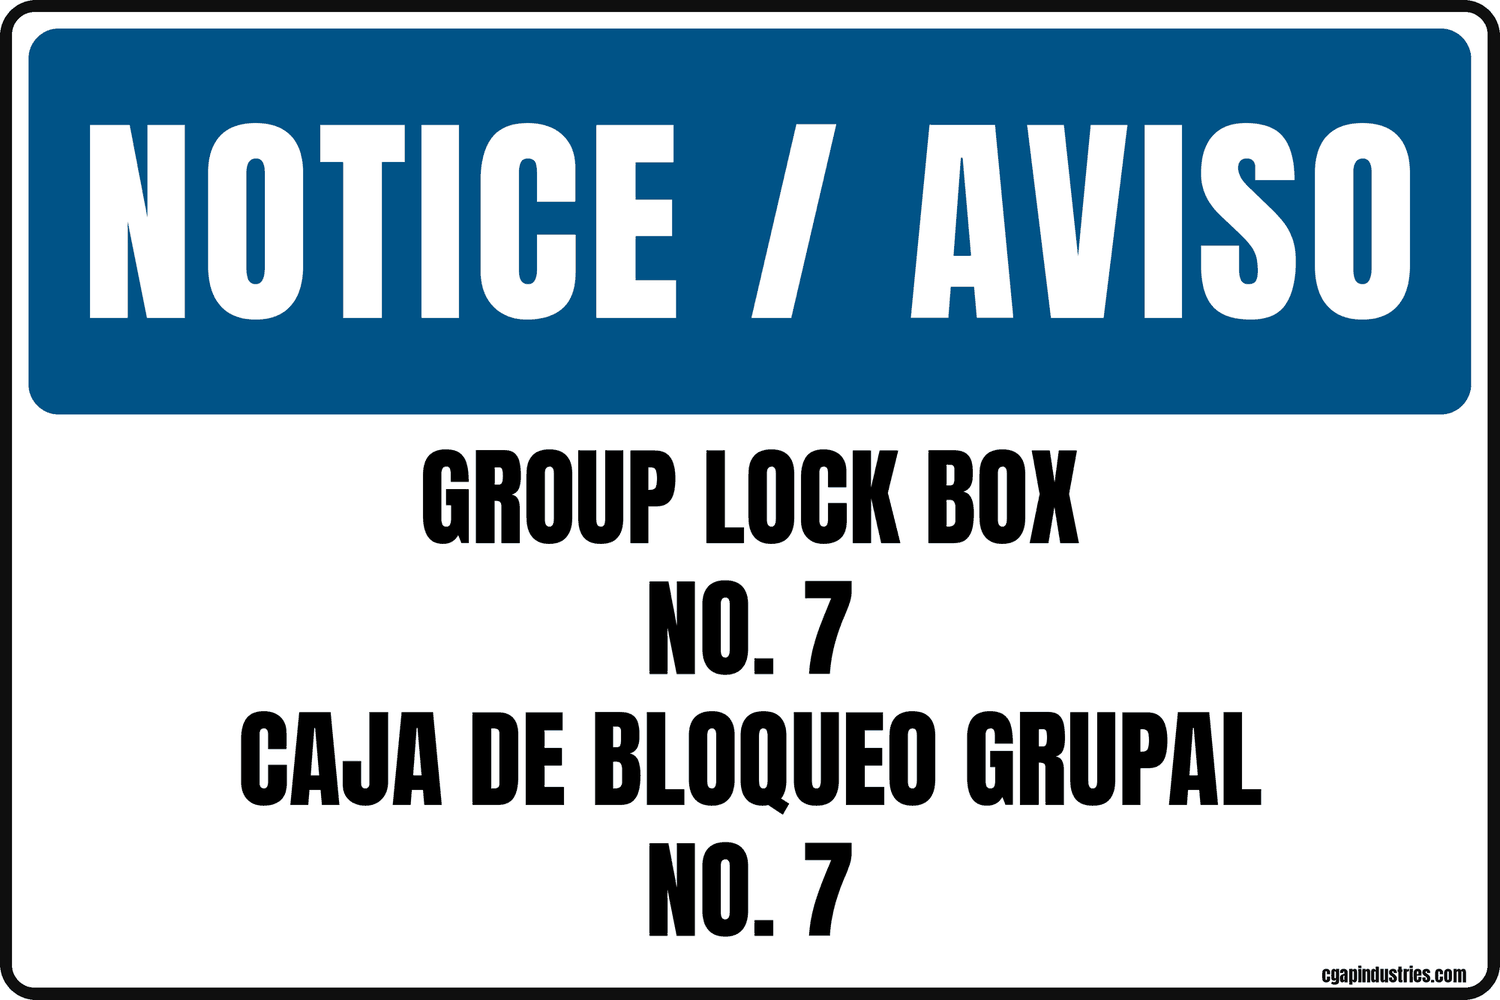 NOTICE / AVISO
GROUP LOCK BOX
NO. 7
CAJA DE BLOQUEO GRUPAL
NO. 7
cgapindustries.com